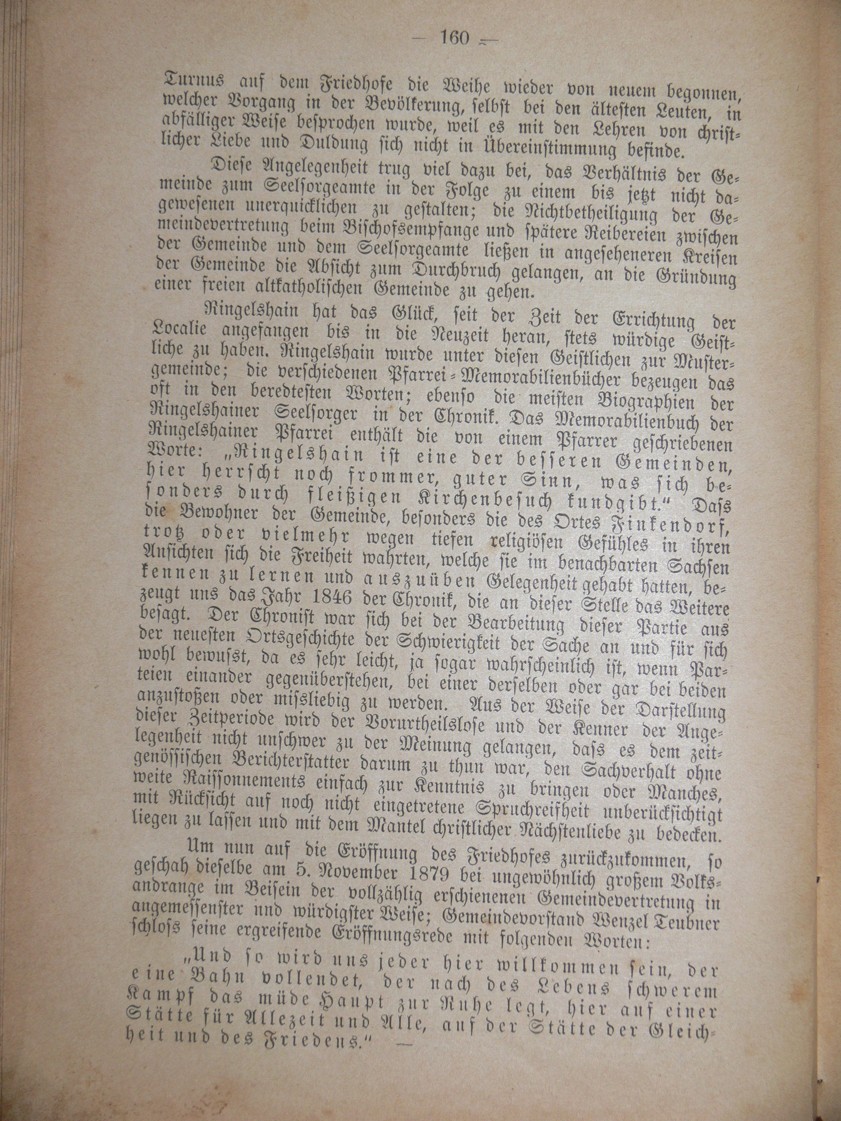 — 160 —
Turnus auf dem Friedhofe die Weihe wieder von neuem begonnen,
welcher Vorgang in der Bevölkerung, selbst bei den ältesten Leuten, in
abfälliger Weise besprochen wurde, weil es mit den Lehren von christ-
licher Liebe und Duldung sich nicht in Übereinstimmung befinde.
Diese Angelegenheit trug viel dazu bei, das Verhältnis der Ge-
meinde zum Seelsorgeamte in der Folge zu einem bis jetzt nicht da-
gewesenen unerquicklichen zu gestalten; die Nichtbetheiligung der Ge-
meindevertretung beim Bischofsempfange und spätere Reibereien zwischen
der Gemeinde und dem Seelsorgeamte ließen in angeseheneren Kreisen
der Gemeinde die Absicht zum Durchbruch gelangen, an die Gründung
einer freien altkatholischen Gemeinde zu gehen.
Ringelshain hat das Glück, seit der Zeit der Errichtung der
Localie angefangen bis in die Neuzeit heran, stets würdige Geist-
liche zu haben. Ringelshain wurde unter diesen Geistlichen zur Muster-
gemeinde; die verschiedenen Pfarrei-Memorabilienbücher bezeugen das
oft in den beredtesten Worten; ebenso die meisten Biographien der
Ringelshainer Seelsorger in der Chronik. Das Memorabilienbuch der
Ringelshainer Pfarrei enthält die von einem Pfarrer geschriebenen
Worte: „Ringelshain ist eine der besseren Gemeinden,
hier herrscht noch frommer, guter Sinn, was sich be-
sonders durch fleißigen Kirchenbesuch kundgibt.“ Dass
die Bewohner der Gemeinde, besonders die des Ortes Finkendorf,
trotz oder vielmehr wegen tiefen religiösen Gefühles in ihren
Ansichten sich die Freiheit wahrten, welche sie im benachbarten Sachsen
kennen zu lernen und auszuüben Gelegenheit gehabt hatten, be-
zeugt uns das Jahr 1846 der Chronik, die an dieser Stelle das Weitere
besagt. Der Chronist war sich bei der Bearbeitung dieser Partie aus
der neuesten Ortsgeschichte der Schwierigkeit der Sache an und für sich
wohl bewusst, da es sehr leicht, ja sogar wahrscheinlich ist, wenn Par-
teien einander gegenüberstehen, bei einer derselben oder gar bei beiden
anzustoßen oder missliebig zu werden. Aus der Weise der Darstellung
dieser Zeitperiode wird der Vorurtheilslose und der Kenner der Ange-
legenheit nicht unschwer zu der Meinung gelangen, dass es dem zeit-
genössischen Berichterstatter darum zu thun war, den Sachverhalt ohne
weite Raissonnements einfach zur Kenntnis zu bringen oder Manches,
mit Rücksicht auf noch nicht eingetretene Spruchreifheit unberücksichtigt
liegen zu lassen und mit dem Mantel christlicher Nächstenliebe zu bedecken.
Um nun auf die Eröffnung des Friedhofes zurückzukommen, so
geschah dieselbe am 5. November 1879 bei ungewöhnlich großem Volks-
andrange im Beisein der vollzählig erschienenen Gemeindevertretung in
angemessenster und würdigster Weise; Gemeindevorstand Wenzel Teubner
schloss seine ergreifende Eröffnungsrede mit folgenden Worten:
„Und so wird uns jeder hier willkommen sein, der
eine Bahn vollendet, der nach des Lebens schwerem
Kampf das müde Haupt zur Ruhe legt, hier auf einer
Stätte für Allezeit und Alle, auf der Stätte der Gleich-
heit und des Friedens.“ —